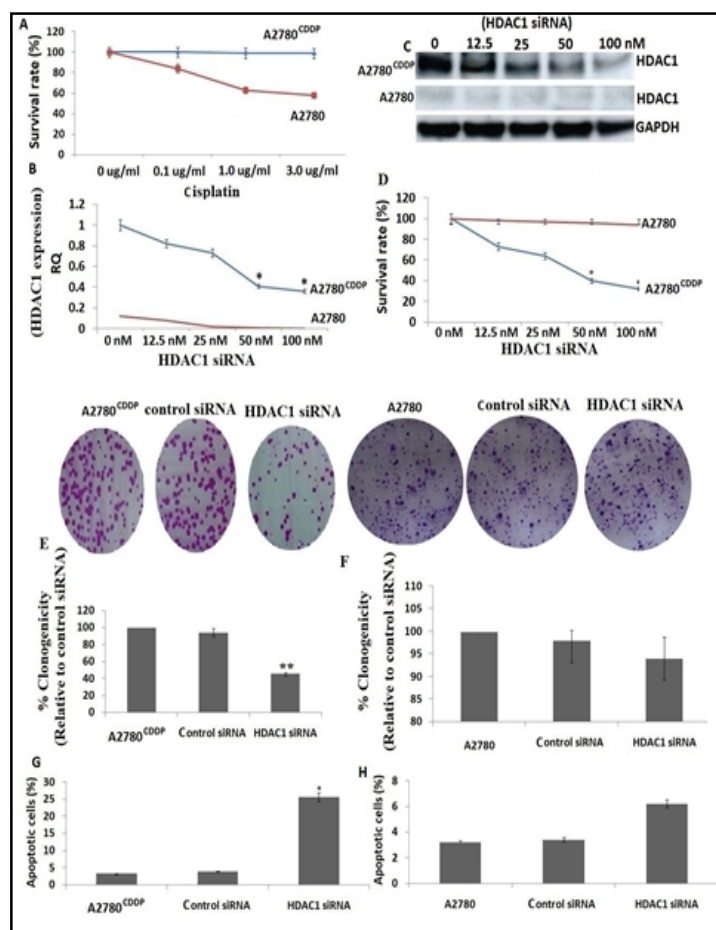 A
A2780CDDP
A2780
Survival rate (%)
120
100
80
60
40
20
0
0 ug/ml 0.1 ug/ml 1.0 ug/ml 3.0 ug/ml
Cisplatin
(HDAC1 siRNA)
C 0 12.5 25 50 100 nM
A2780CDDP HDAC1
A2780 HDAC1
GAPDH
B
(HDAC1 expression)
RQ
1.2
1
0.8
0.6
0.4
0.2
0
* *
A2780CDDP
A2780
0 nM 12.5 nM 25 nM 50 nM 100 nM
HDAC1 siRNA
D
Survival rate (%)
120
100
80
60
40
20
0
A2780
* *
A2780CDDP
0 nM 12.5 nM 25 nM 50 nM 100 nM
HDAC1 siRNA
A2780CDDP control siRNA HDAC1 siRNA
A2780 Control siRNA HDAC1 siRNA
E
% Clonogenicity
(Relative to control siRNA)
120
100
80
60
40
20
0
**
A2780CDDP Control siRNA HDAC1 siRNA
F
% Clonogenicity
(Relative to control siRNA)
105
100
95
90
85
80
A2780 Control siRNA HDAC1 siRNA
G
Apoptotic cells (%)
30
25
20
15
10
5
0
*
A2780CDDP Control siRNA HDAC1 siRNA
H
Apoptotic cells (%)
8
6
4
2
0
A2780 Control siRNA HDAC1 siRNA